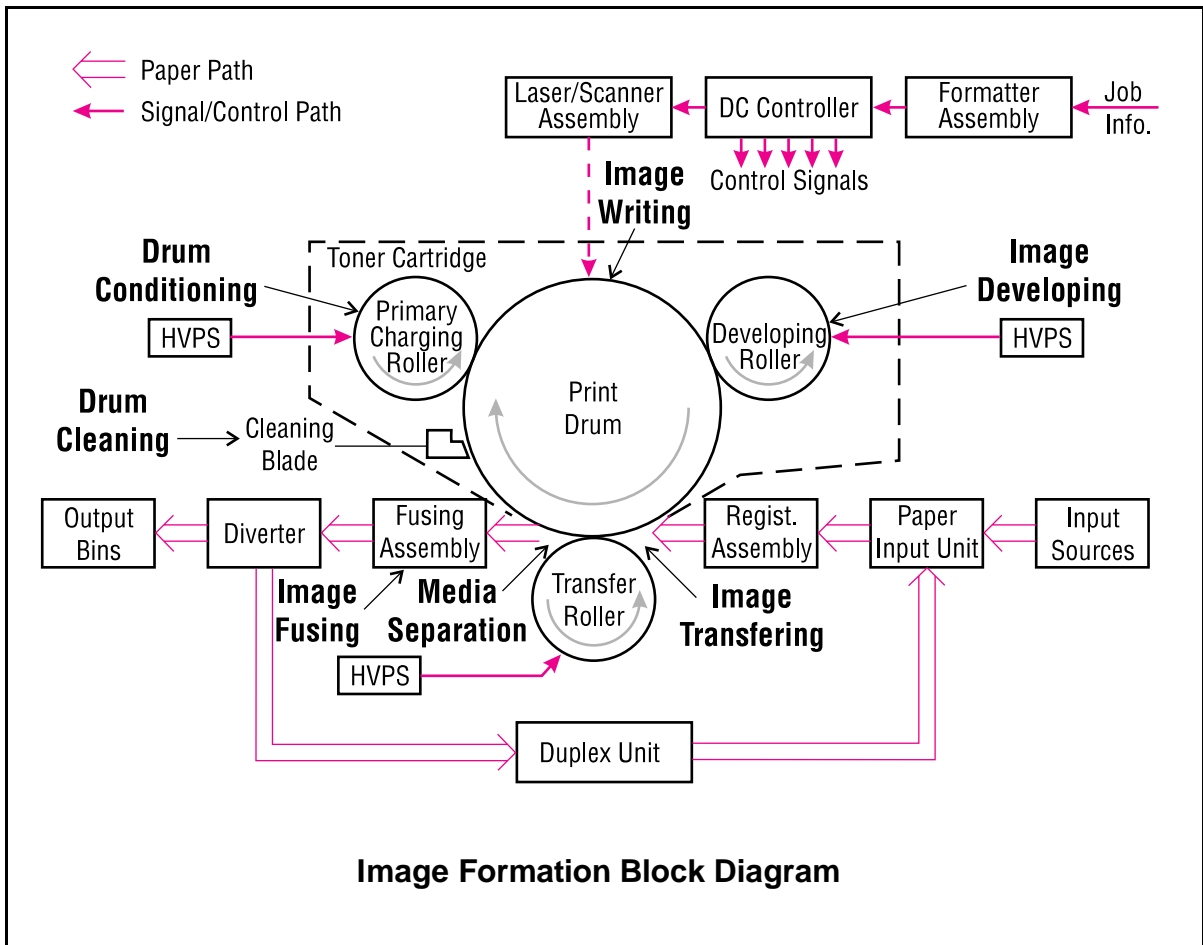 Paper Path
Signal/Control Path
Laser/Scanner
Assembly
DC Controller
Formatter
Assembly
Job
Info.
Control Signals
Image
Writing
Drum
Conditioning
Toner Cartridge
Image
Developing
HVPS
Primary
Charging
Roller
Developing
Roller
HVPS
Print
Drum
Drum
Cleaning
Cleaning
Blade
Output
Bins
Diverter
Fusing
Assembly
Regist.
Assembly
Paper
Input Unit
Input
Sources
Image
Fusing
Media
Separation
Transfer
Roller
Image
Transfering
HVPS
Duplex Unit
Image Formation Block Diagram